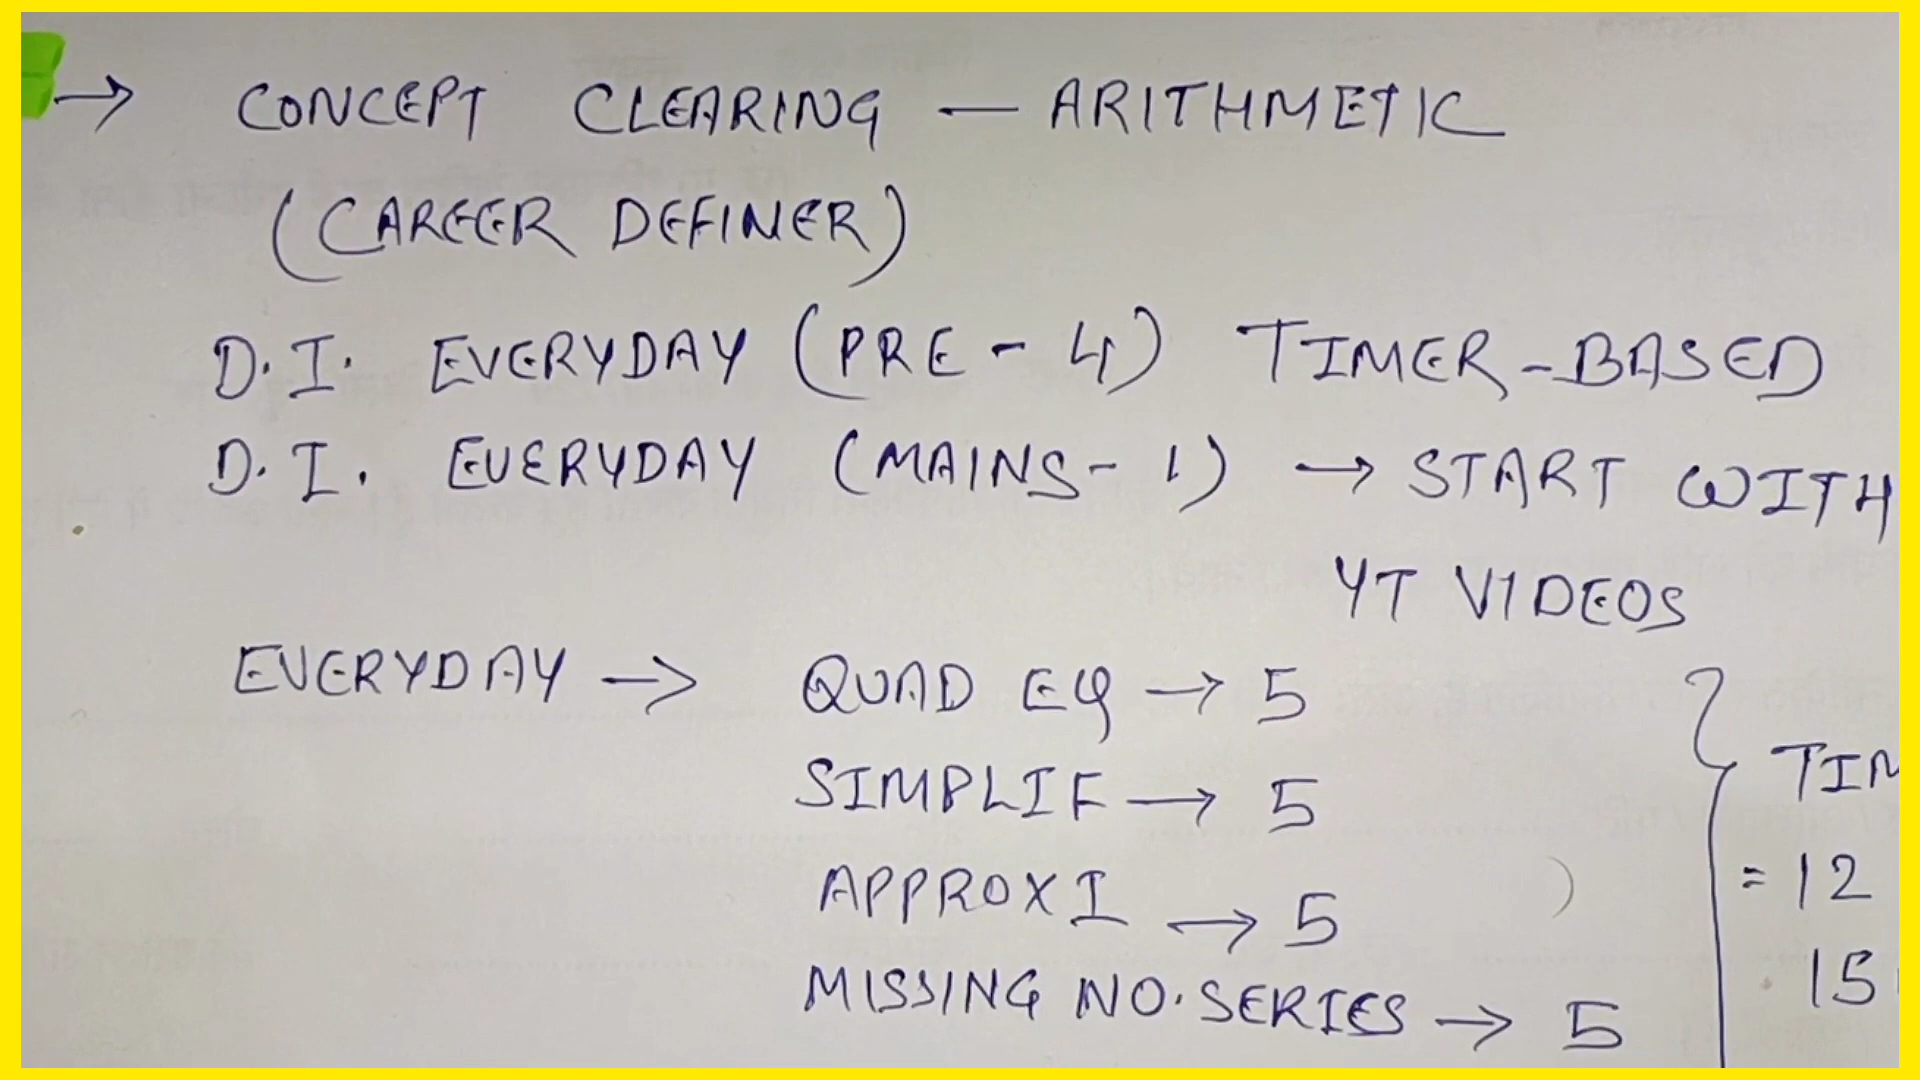 → CONCEPT CLEARING — ARITHMETIC
(CAREER DEFINER)
D.I. EVERYDAY (PRE - 4) TIMER-BASED
D.I. EVERYDAY (MAINS - 1) → START WITH
YT VIDEOS
EVERYDAY → QUAD EQ → 5
SIMPLIF → 5
APPROXI → 5
MISSING NO. SERIES → 5
= 12
15